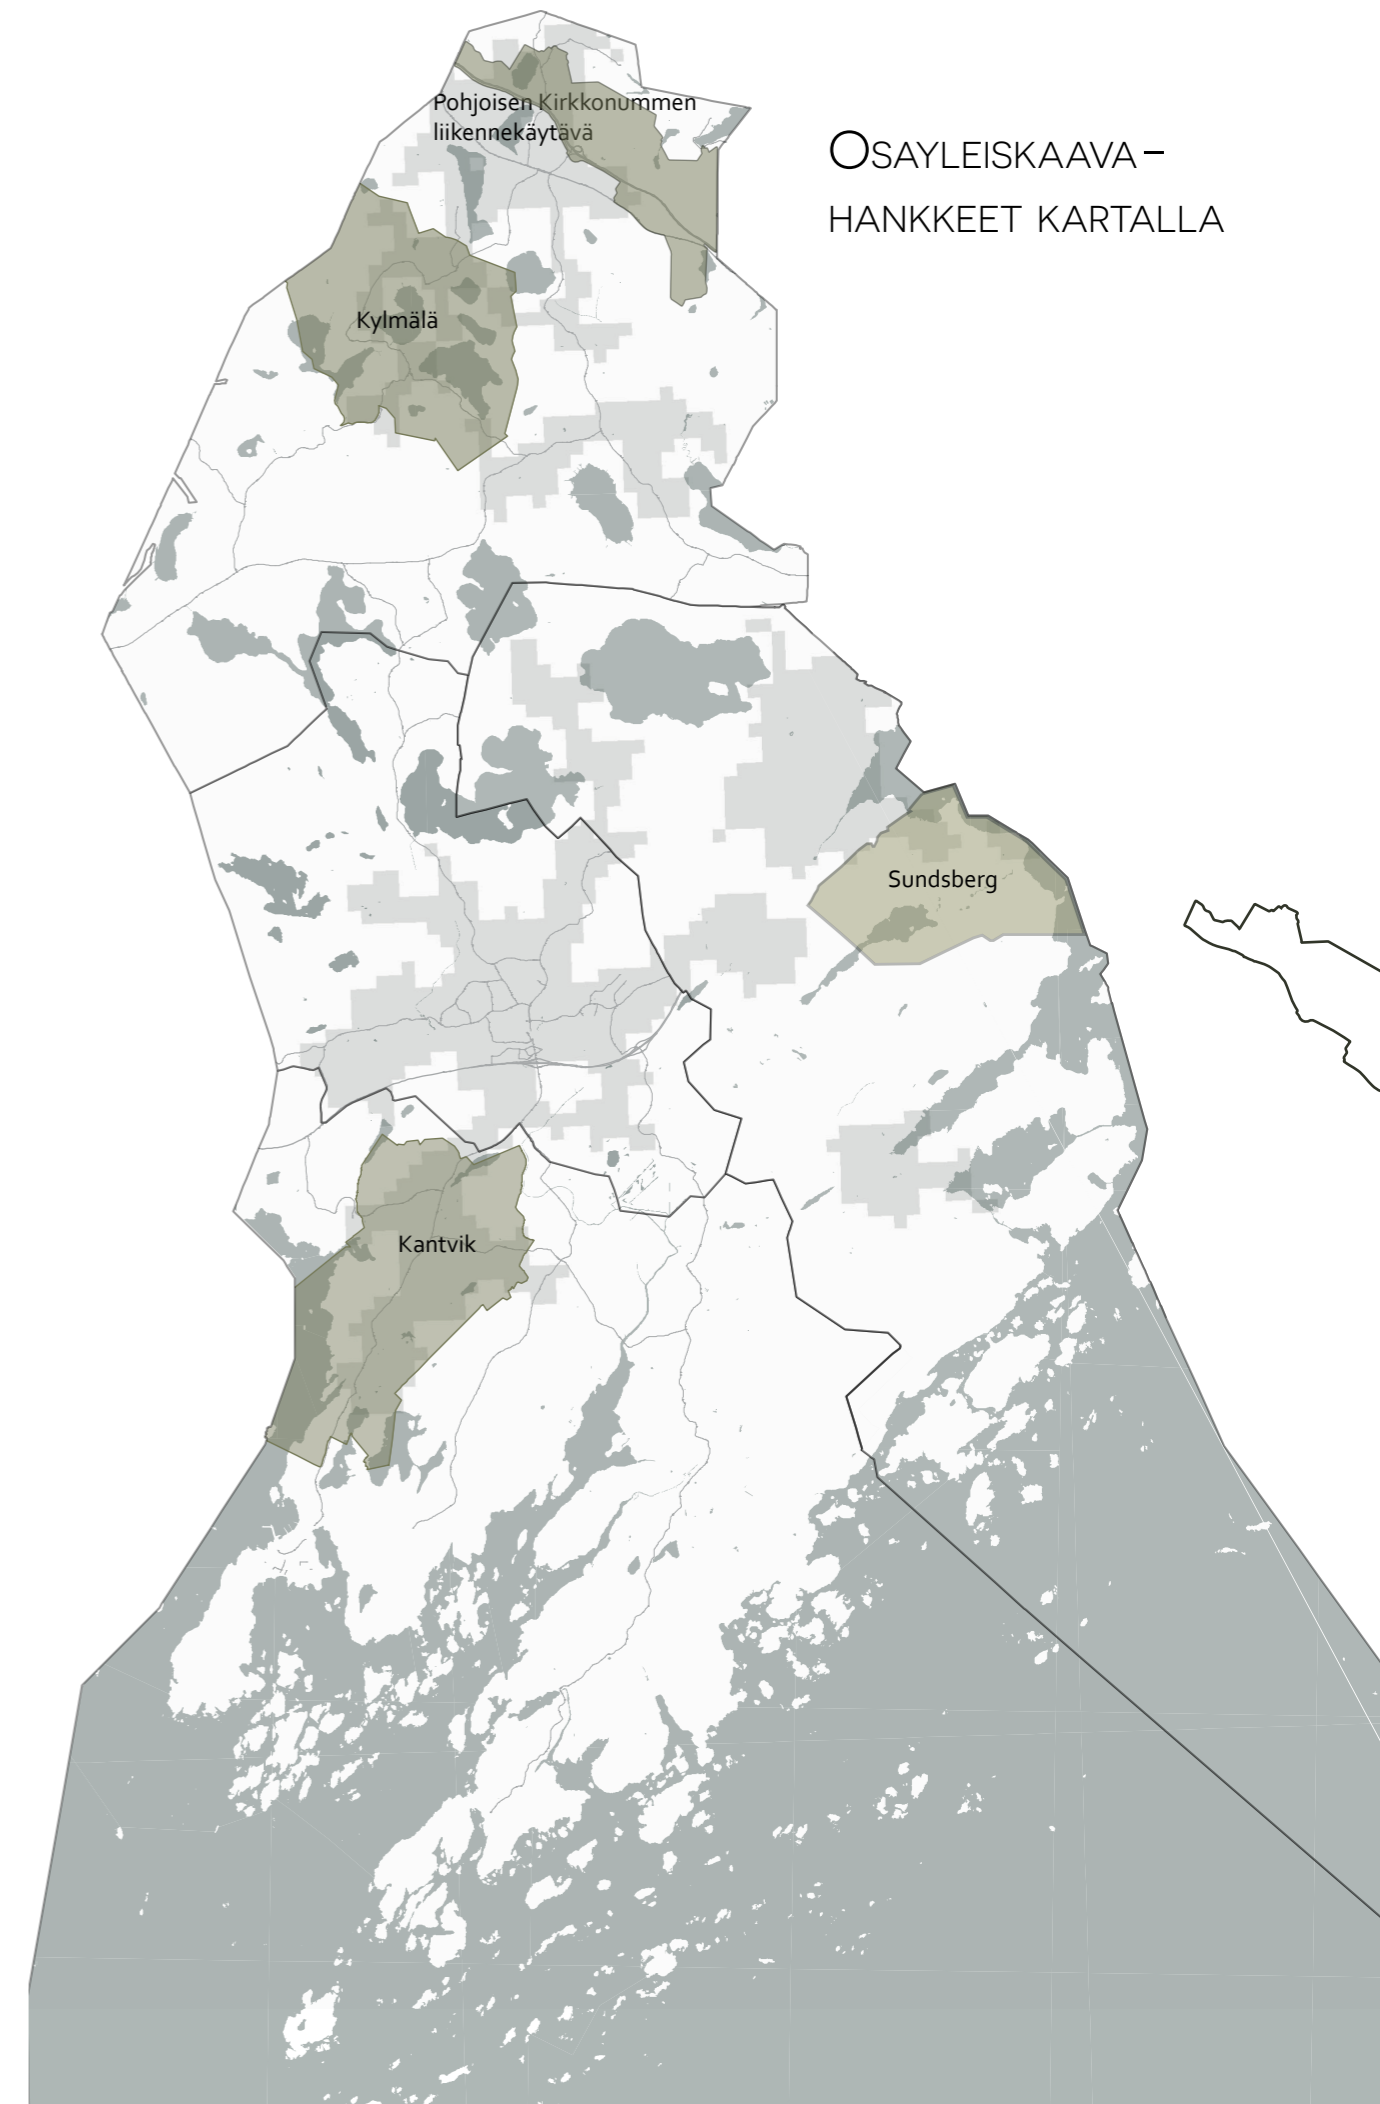 Pohjoisen Kirkkonummen
liikennekäytävä
OSAYLEISKAAVA–
HANKKEET KARTALLA
Kylmälä
Sundsberg
Kantvik